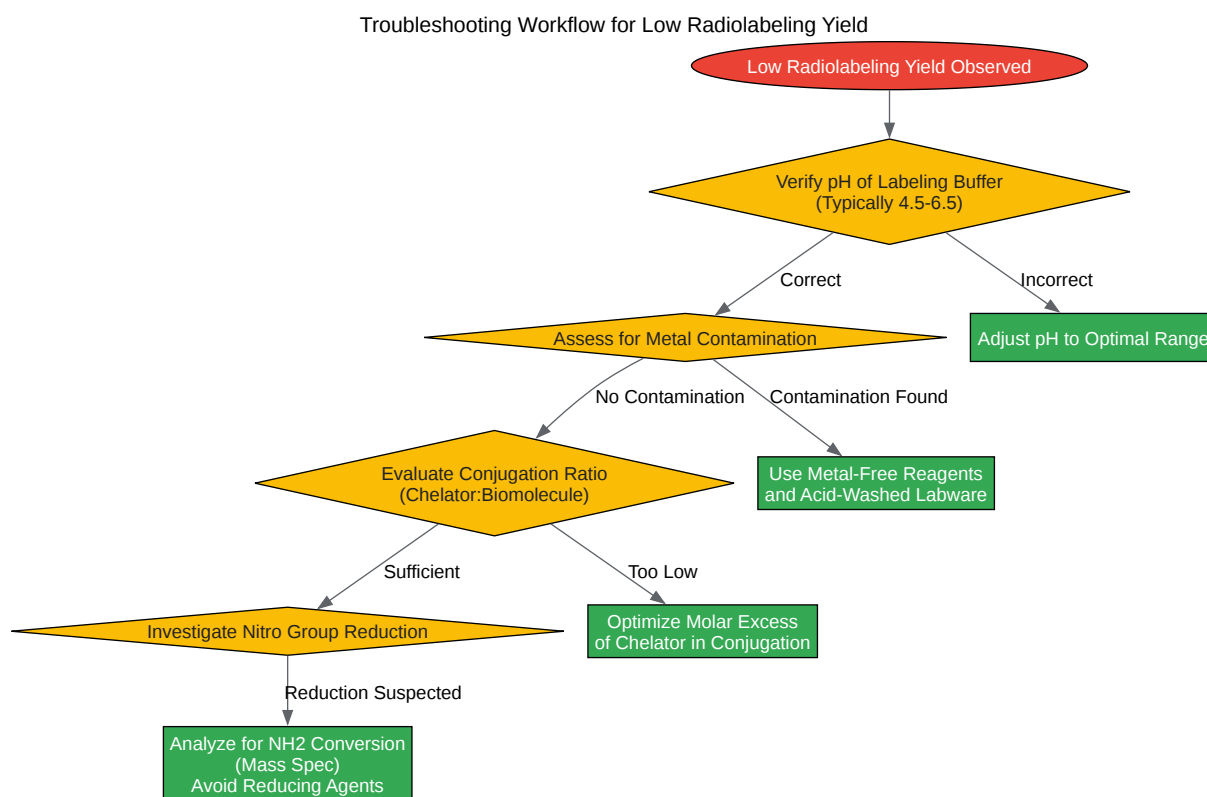 Troubleshooting Workflow for Low Radiolabeling Yield
Low Radiolabeling Yield Observed
Verify pH of Labeling Buffer
(Typically 4.5-6.5)
Correct
Incorrect
Assess for Metal Contamination
Adjust pH to Optimal Range
No Contamination
Contamination Found
Evaluate Conjugation Ratio
(Chelator:Biomolecule)
Use Metal-Free Reagents
and Acid-Washed Labware
Sufficient
Too Low
Investigate Nitro Group Reduction
Optimize Molar Excess
of Chelator in Conjugation
Reduction Suspected
Analyze for NH2 Conversion
(Mass Spec)
Avoid Reducing Agents